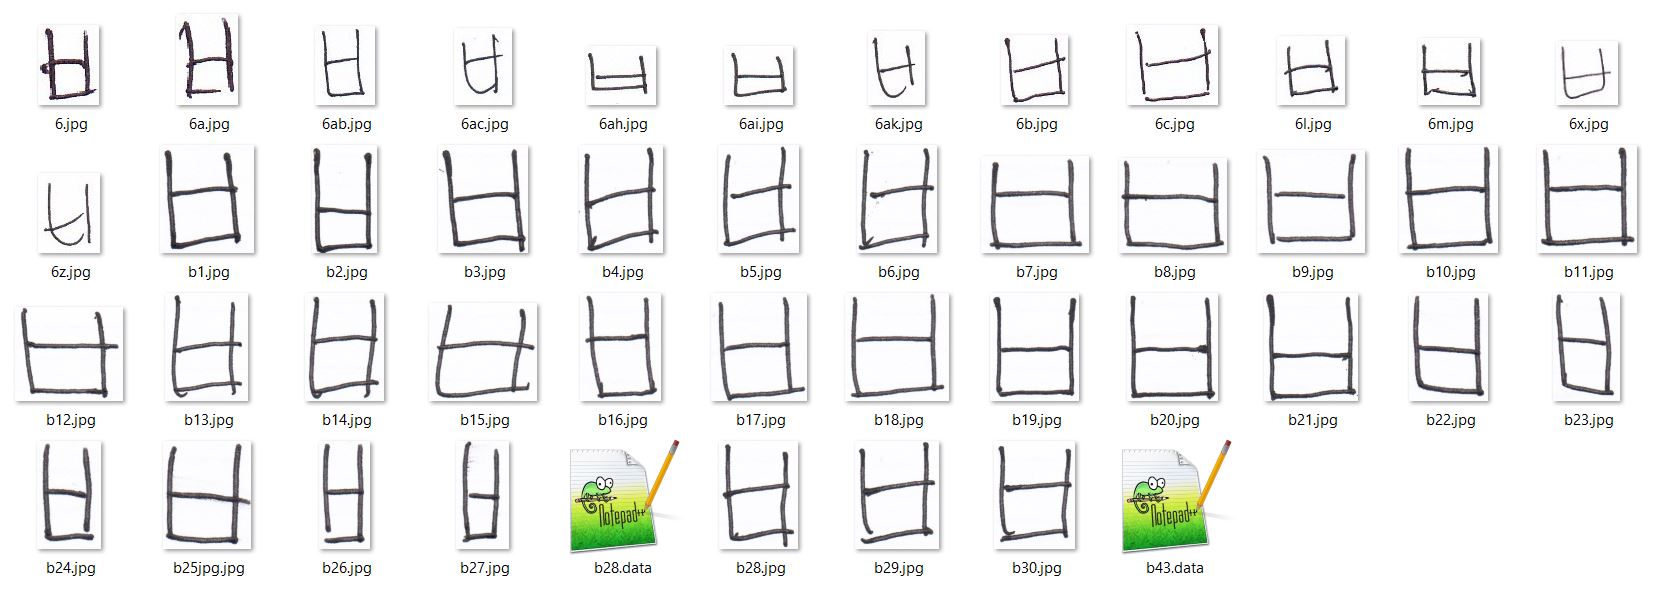 6.jpg 6a.jpg 6ab.jpg 6ac.jpg 6ah.jpg 6ai.jpg 6ak.jpg 6b.jpg 6c.jpg 6l.jpg 6m.jpg 6x.jpg
6z.jpg b1.jpg b2.jpg b3.jpg b4.jpg b5.jpg b6.jpg b7.jpg b8.jpg b9.jpg b10.jpg b11.jpg
b12.jpg b13.jpg b14.jpg b15.jpg b16.jpg b17.jpg b18.jpg b19.jpg b20.jpg b21.jpg b22.jpg b23.jpg
Notepad++ Notepad++
b24.jpg b25jpg.jpg b26.jpg b27.jpg b28.data b28.jpg b29.jpg b30.jpg b43.data